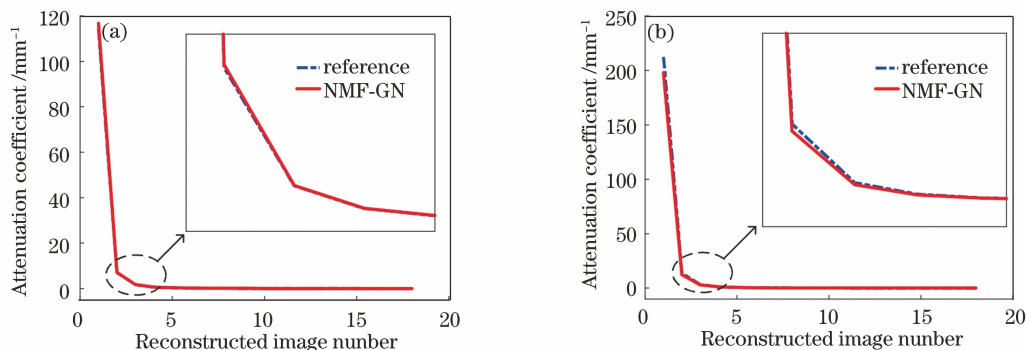 (a)
Attenuation coefficient /mm−1
120
100
80
60
40
20
0
reference
NMF-GN
0
5
10
15
20
Reconstructed image nunber
(b)
Attenuation coefficient /mm−1
250
200
150
100
50
0
reference
NMF-GN
0
5
10
15
20
Reconstructed image number